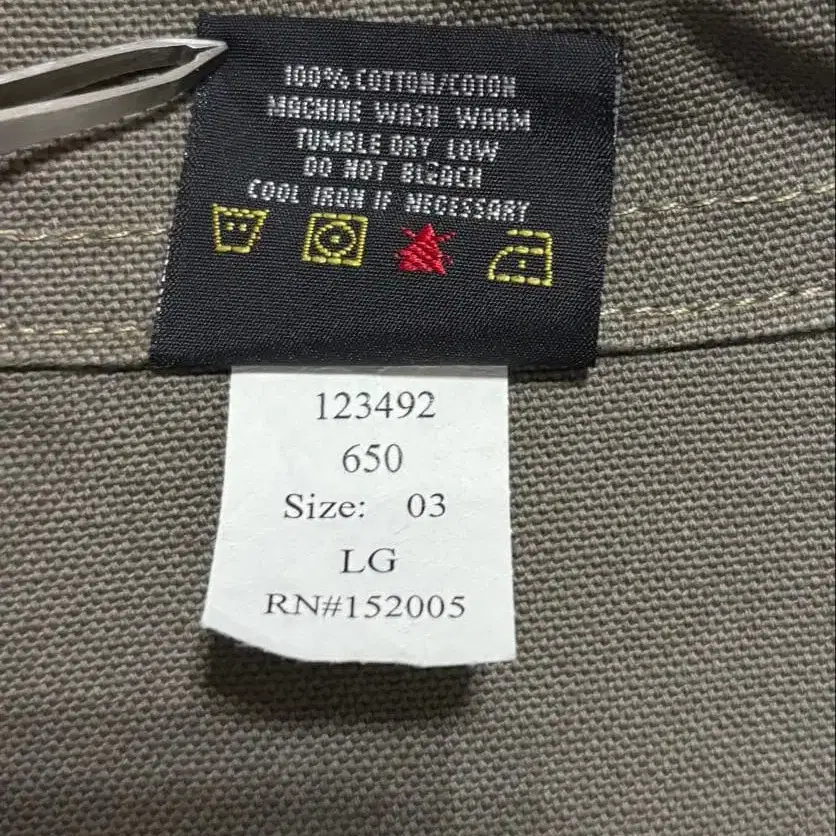 100% COTTON/COTON
MACHINE WASH WARM
TUMBLE DRY LOW
DO NOT BLEACH
COOL IRON IF NECESSARY
123492
650
Size: 03
LG
RN#152005